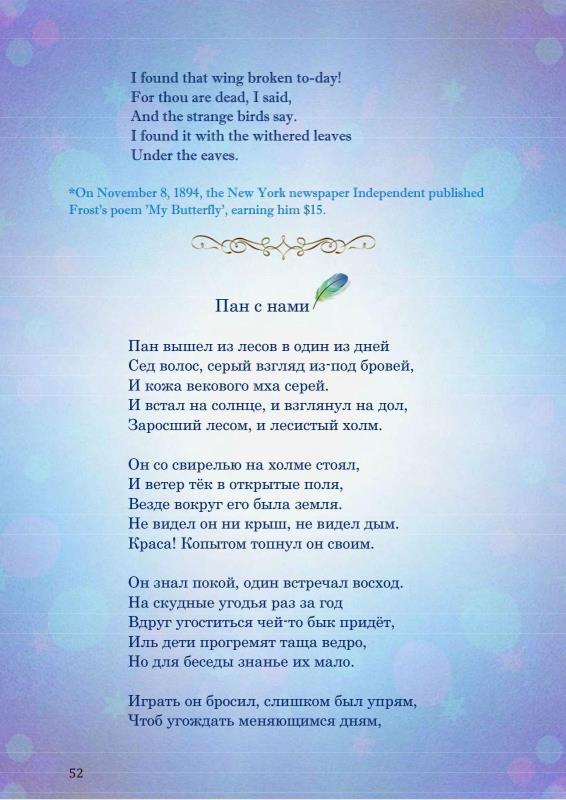 I found that wing broken to-day!
For thou are dead, I said,
And the strange birds say.
I found it with the withered leaves
Under the eaves.
*On November 8, 1894, the New York newspaper Independent published
Frost's poem 'My Butterfly', earning him $15.
Пан с нами
Пан вышел из лесов в один из дней
Сед волос, серый взгляд из-под бровей,
И кожа векового мха серей.
И встал на солнце, и взглянул на дол,
Заросший лесом, и лесистый холм.
Он со свирелью на холме стоял,
И ветер тёк в открытые поля,
Везде вокруг его была земля.
Не видел он ни крыш, не видел дым.
Краса! Копытом топнул он своим.
Он знал покой, один встречал восход.
На скудные угодья раз за год
Вдруг угоститься чей-то бык придёт,
Иль дети прогремят таща ведро,
Но для беседы знанье их мало.
Играть он бросил, слишком был упрям,
Чтоб угождать меняющимся дням,
52